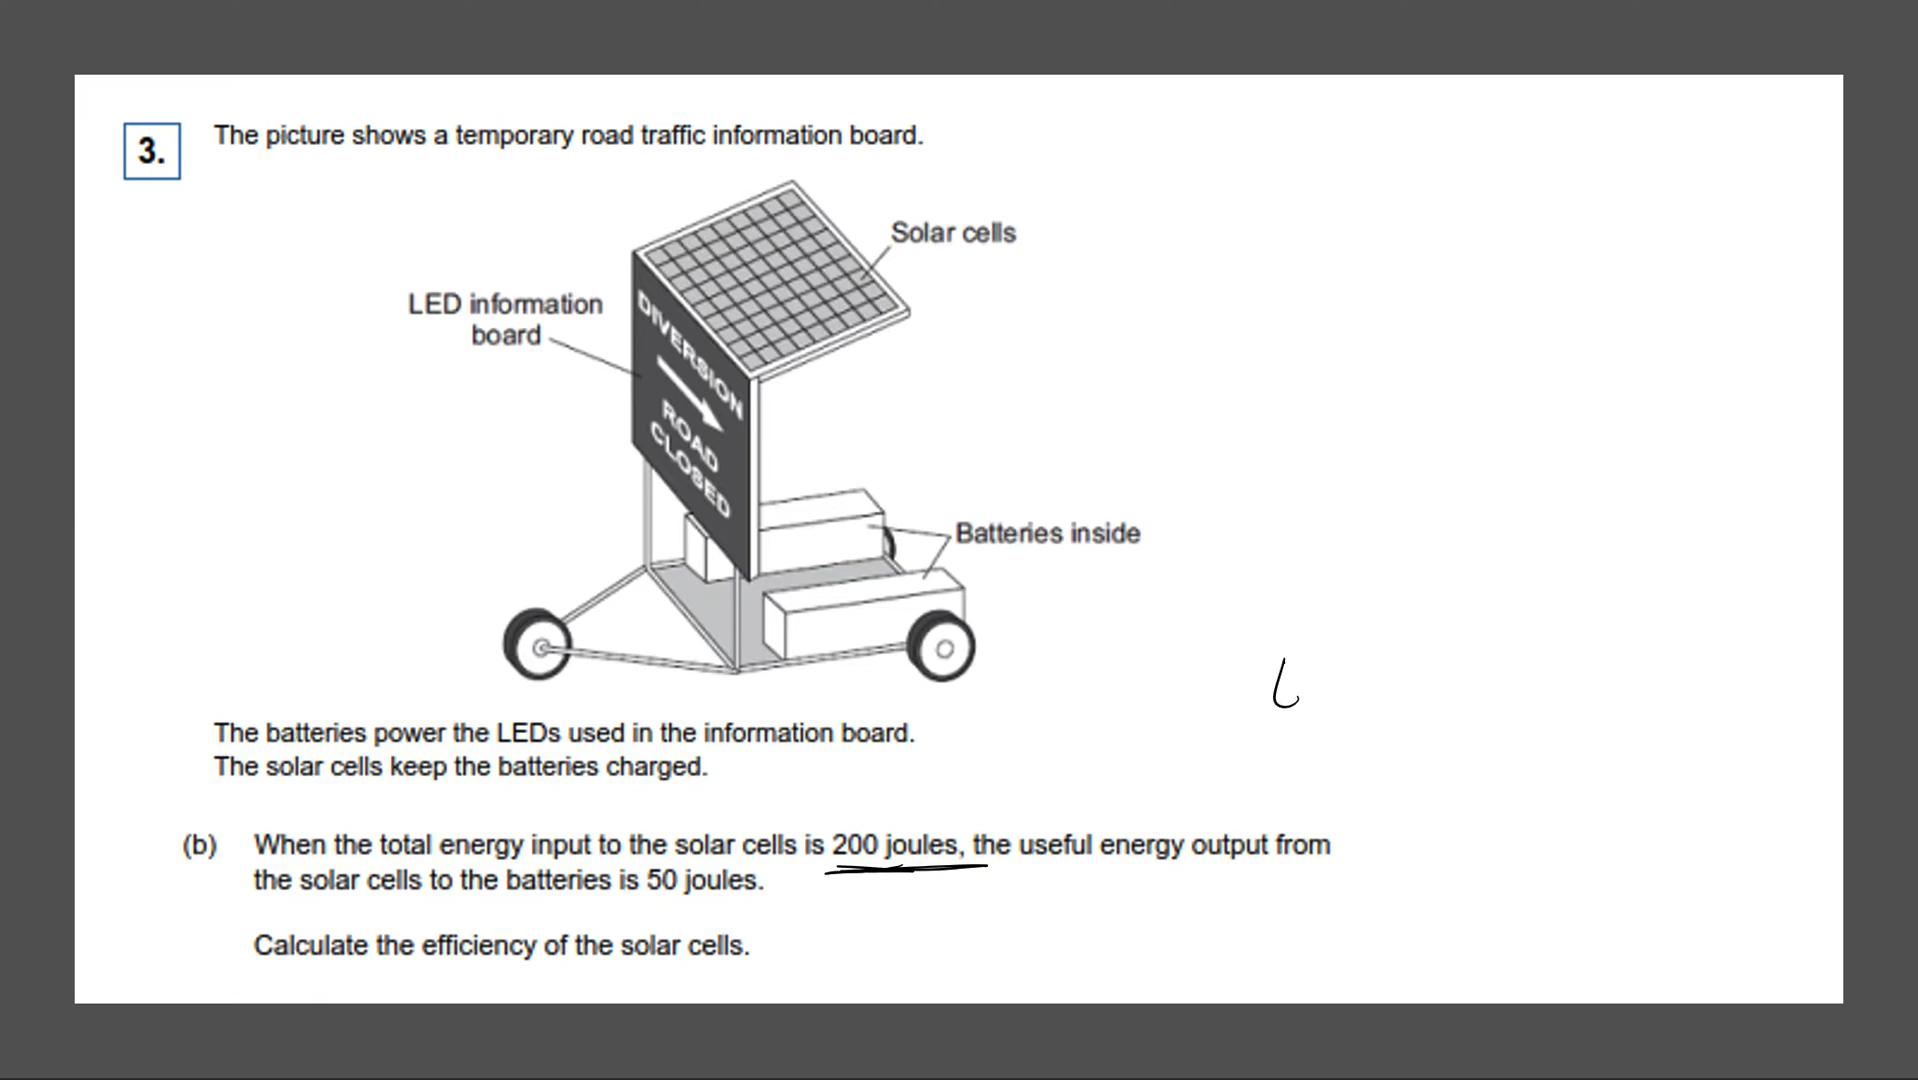 3.
The picture shows a temporary road traffic information board.
Solar cells
LED information
board
DIVERSION
ROAD
CLOSED
Batteries inside
The batteries power the LEDs used in the information board.
The solar cells keep the batteries charged.
(b) When the total energy input to the solar cells is 200 joules, the useful energy output from
the solar cells to the batteries is 50 joules.
Calculate the efficiency of the solar cells.